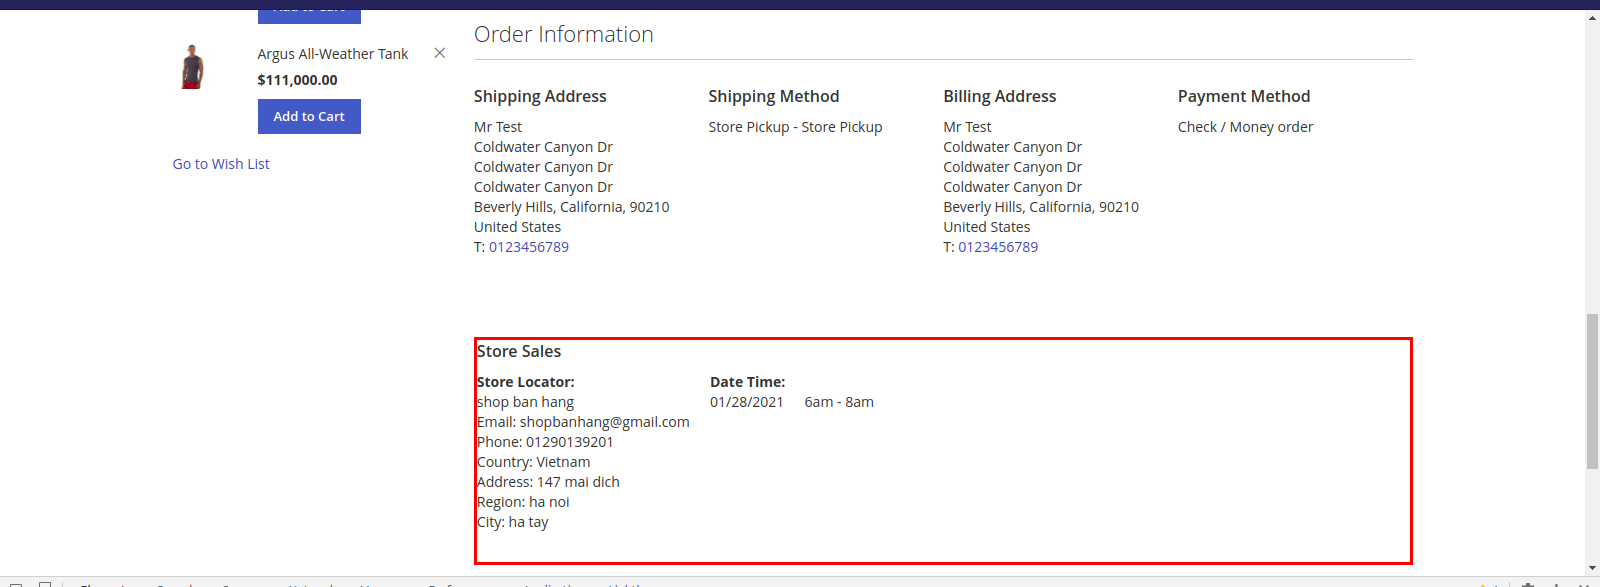 Add to Cart
Argus All-Weather Tank
$111,000.00
Add to Cart
Go to Wish List
Order Information
Shipping Address
Mr Test
Coldwater Canyon Dr
Coldwater Canyon Dr
Coldwater Canyon Dr
Beverly Hills, California, 90210
United States
T: 0123456789
Shipping Method
Store Pickup - Store Pickup
Billing Address
Mr Test
Coldwater Canyon Dr
Coldwater Canyon Dr
Coldwater Canyon Dr
Beverly Hills, California, 90210
United States
T: 0123456789
Payment Method
Check / Money order
Store Sales
Store Locator:
shop ban hang
Email: shopbanhang@gmail.com
Phone: 01290139201
Country: Vietnam
Address: 147 mai dich
Region: ha noi
City: ha tay
Date Time:
01/28/2021 6am - 8am